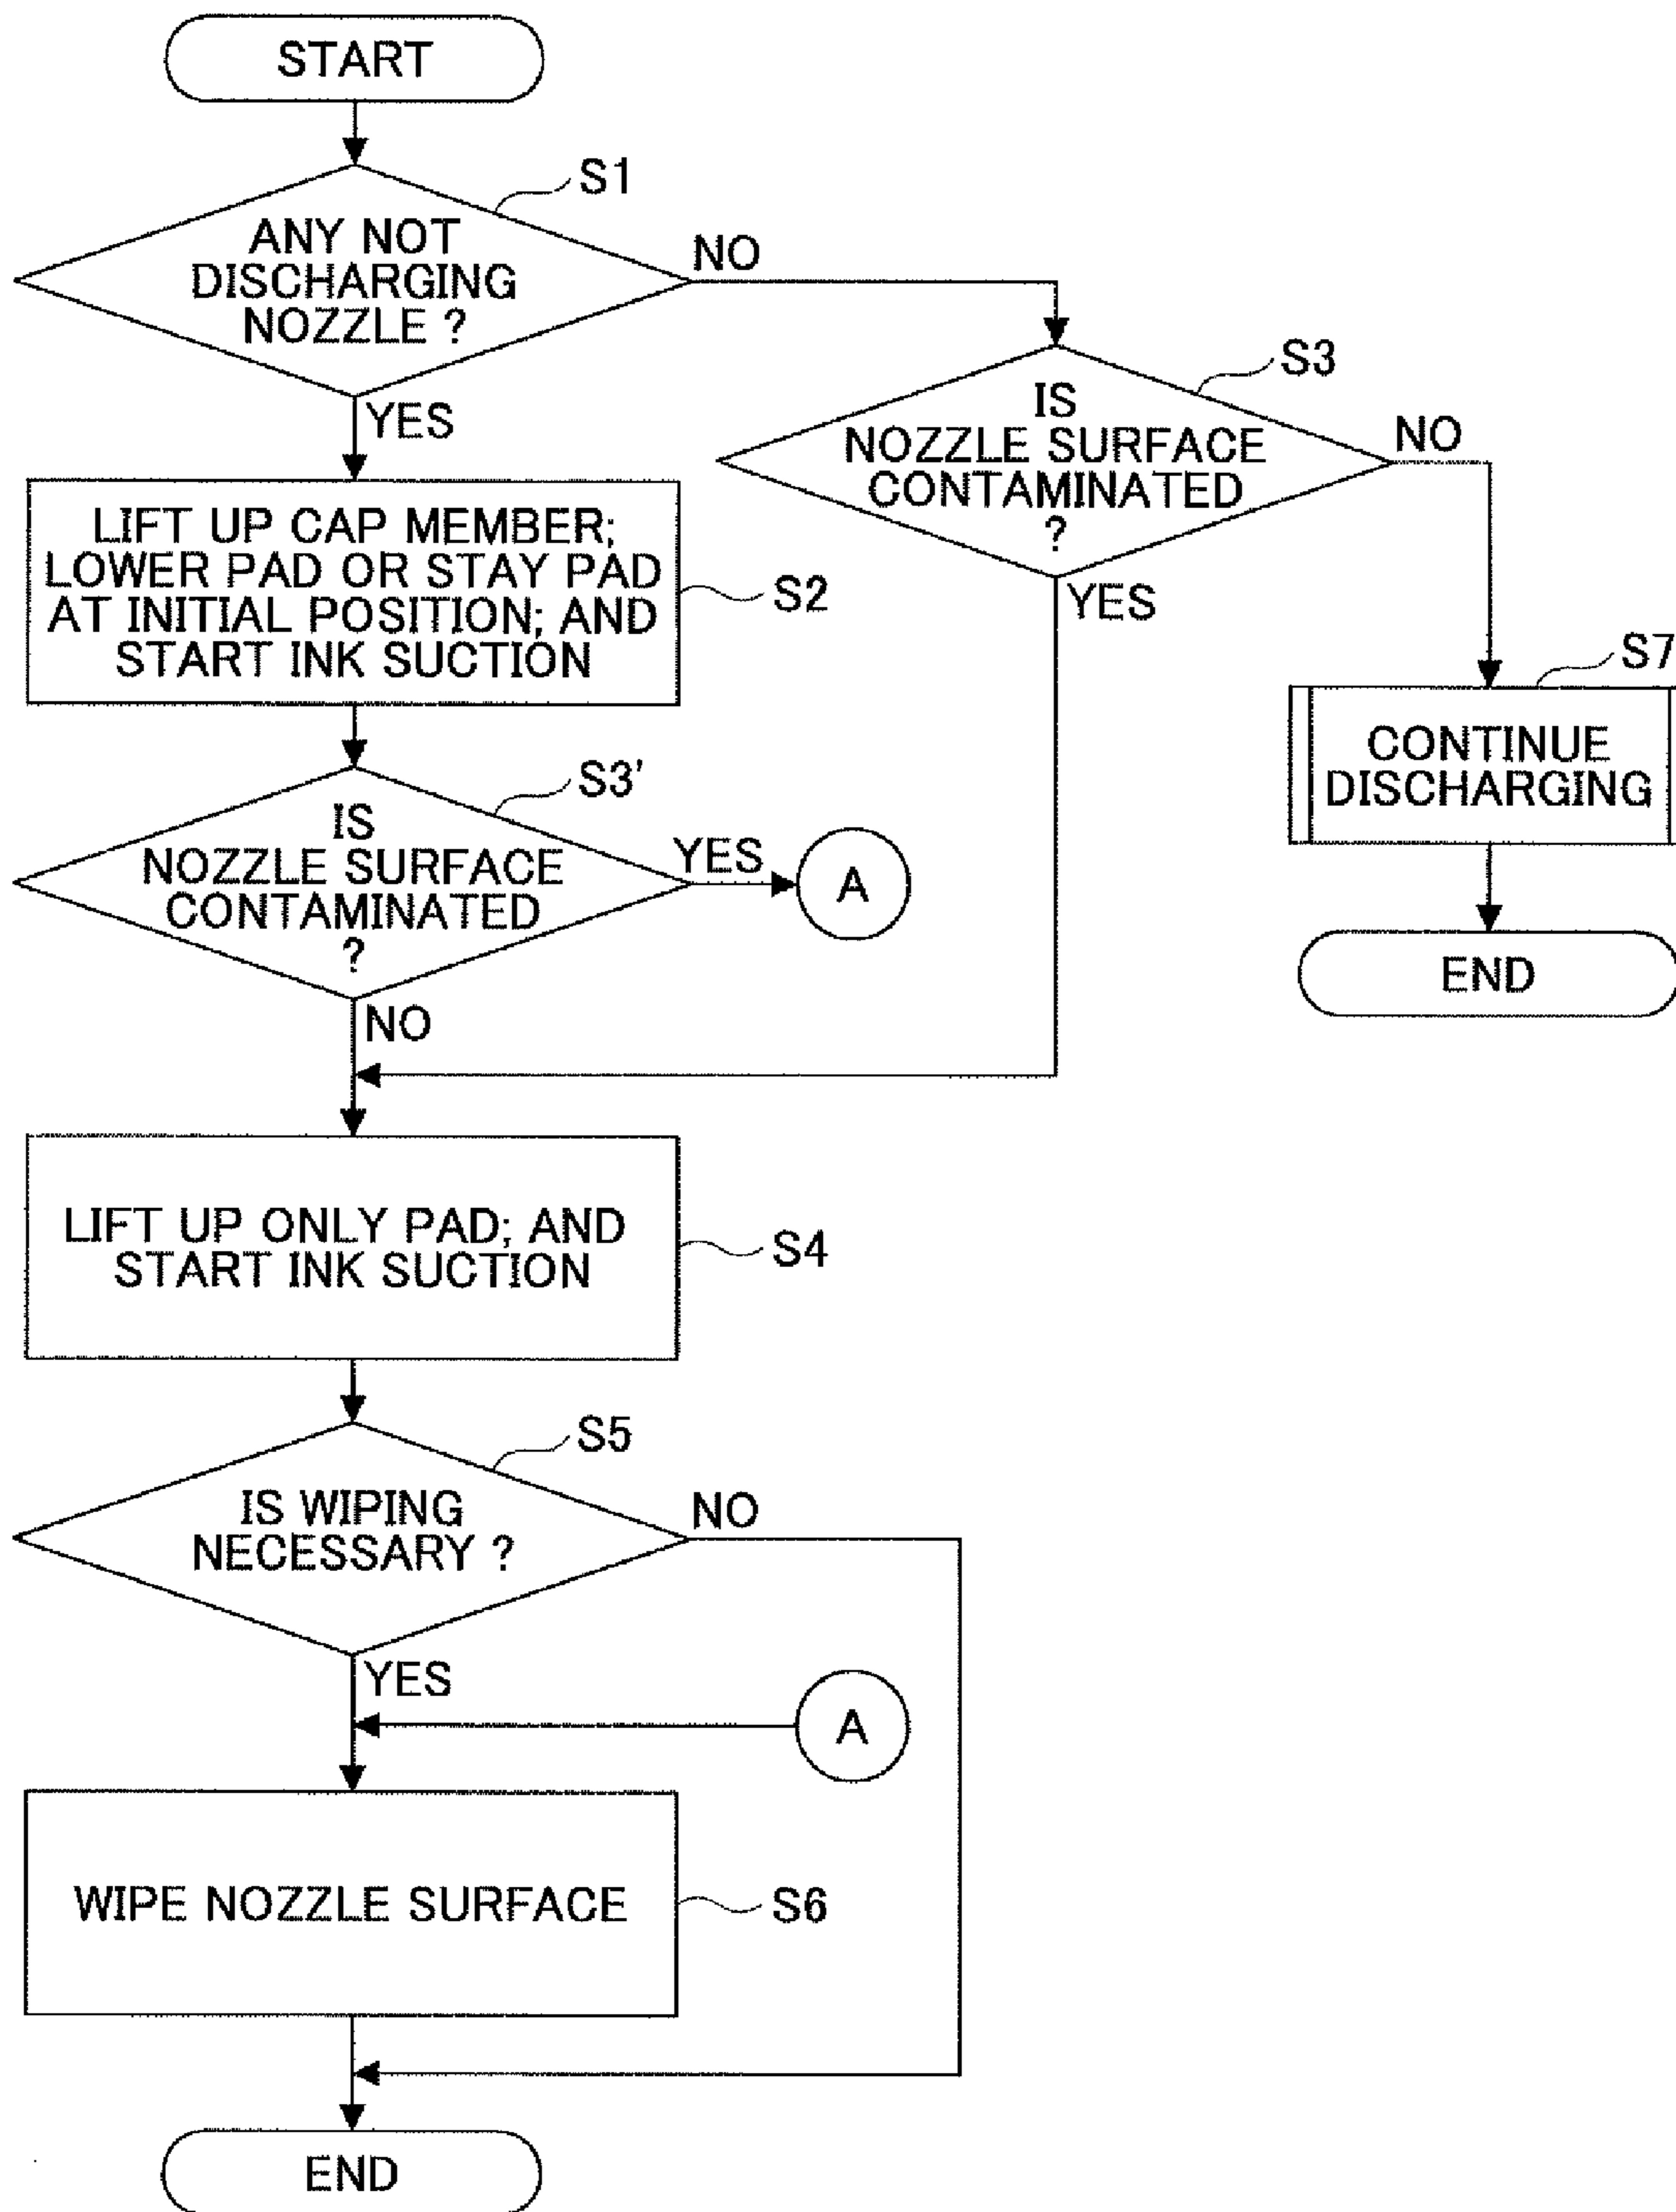 START
S1
ANY NOT
DISCHARGING
NOZZLE ?
NO
YES
S3
IS
NOZZLE SURFACE
CONTAMINATED
?
NO
YES
LIFT UP CAP MEMBER;
LOWER PAD OR STAY PAD
AT INITIAL POSITION; AND
START INK SUCTION
S2
S7
CONTINUE
DISCHARGING
S3'
IS
NOZZLE SURFACE
CONTAMINATED
?
YES
A
NO
END
LIFT UP ONLY PAD; AND
START INK SUCTION
S4
S5
IS WIPING
NECESSARY ?
NO
YES
A
WIPE NOZZLE SURFACE
S6
END